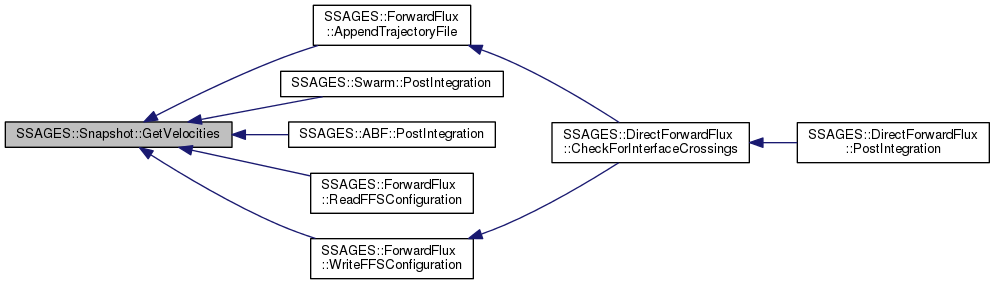 SSAGES::ForwardFlux
::AppendTrajectoryFile
SSAGES::Swarm::PostIntegration
SSAGES::Snapshot::GetVelocities
SSAGES::ABF::PostIntegration
SSAGES::DirectForwardFlux
::CheckForInterfaceCrossings
SSAGES::DirectForwardFlux
::PostIntegration
SSAGES::ForwardFlux
::ReadFFSConfiguration
SSAGES::ForwardFlux
::WriteFFSConfiguration